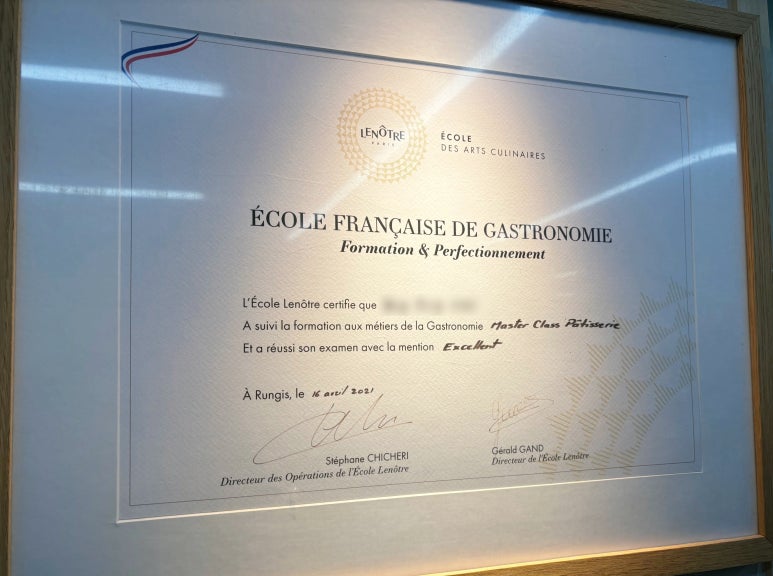 LENÔTRE
PARIS
ÉCOLE
DES ARTS CULINAIRES
ÉCOLE FRANÇAISE DE GASTRONOMIE
Formation & Perfectionnement
L'École Lenôtre certifie que
A suivi la formation aux métiers de la Gastronomie Master Class Pâtisserie
Et a réussi son examen avec la mention Excellent
À Rungis, le 16 avril 2021
Stéphane CHICHERI
Directeur des Opérations de l'École Lenôtre
Gérald GAND
Directeur de l'École Lenôtre